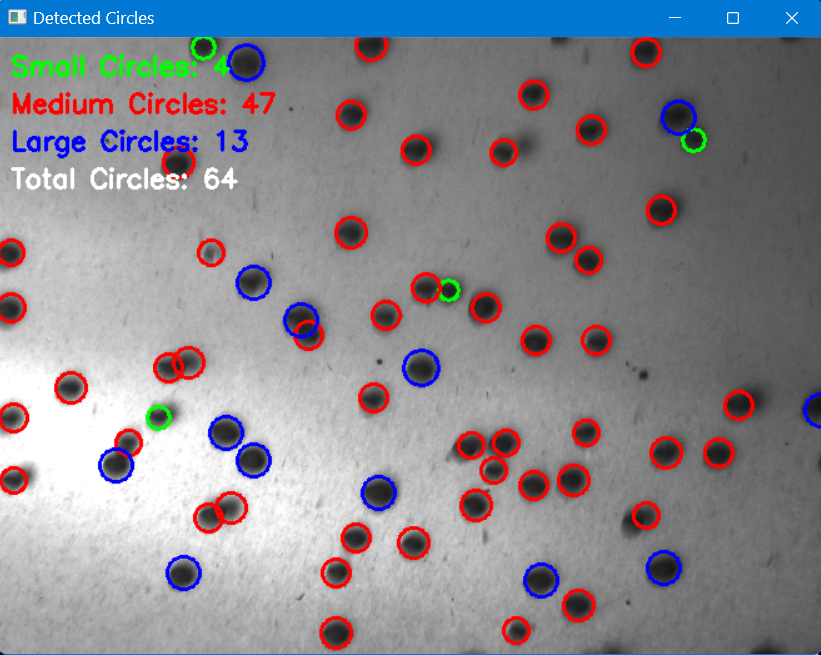 Detected Circles
Small Circles: 4
Medium Circles: 47
Large Circles: 13
Total Circles: 64